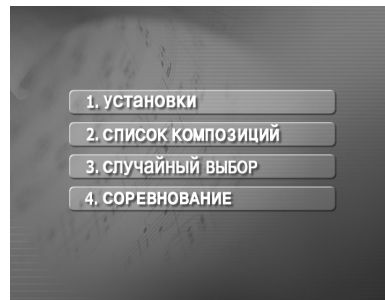 1. УСТАНОВКИ
2. СПИСОК КОМПОЗИЦИЙ
3. СЛУЧАЙНЫЙ ВЫБОР
4. СОРЕВНОВАНИЕ